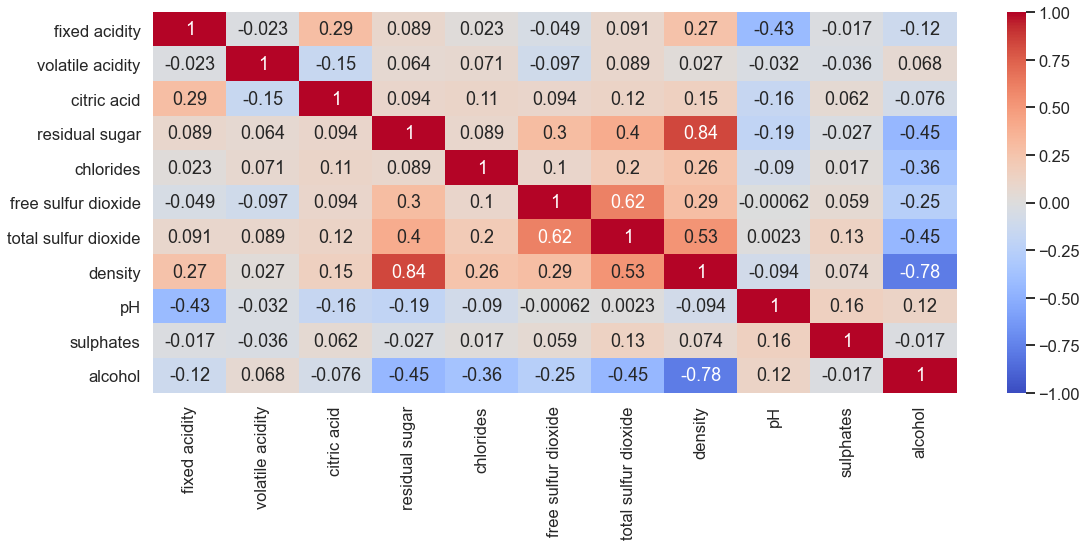 fixed acidity 1 -0.023 0.29 0.089 0.023 -0.049 0.091 0.27 -0.43 -0.017 -0.12
volatile acidity -0.023 1 -0.15 0.064 0.071 -0.097 0.089 0.027 -0.032 -0.036 0.068
citric acid 0.29 -0.15 1 0.094 0.11 0.094 0.12 0.15 -0.16 0.062 -0.076
residual sugar 0.089 0.064 0.094 1 0.089 0.3 0.4 0.84 -0.19 -0.027 -0.45
chlorides 0.023 0.071 0.11 0.089 1 0.1 0.2 0.26 -0.09 0.017 -0.36
free sulfur dioxide -0.049 -0.097 0.094 0.3 0.1 1 0.62 0.29 -0.00062 0.059 -0.25
total sulfur dioxide 0.091 0.089 0.12 0.4 0.2 0.62 1 0.53 0.0023 0.13 -0.45
density 0.27 0.027 0.15 0.84 0.26 0.29 0.53 1 -0.094 0.074 -0.78
pH -0.43 -0.032 -0.16 -0.19 -0.09 -0.00062 0.0023 -0.094 1 0.16 0.12
sulphates -0.017 -0.036 0.062 -0.027 0.017 0.059 0.13 0.074 0.16 1 -0.017
alcohol -0.12 0.068 -0.076 -0.45 -0.36 -0.25 -0.45 -0.78 0.12 -0.017 1
fixed acidity
volatile acidity
citric acid
residual sugar
chlorides
free sulfur dioxide
total sulfur dioxide
density
pH
sulphates
alcohol
1.00
0.75
0.50
0.25
0.00
−0.25
−0.50
−0.75
−1.00